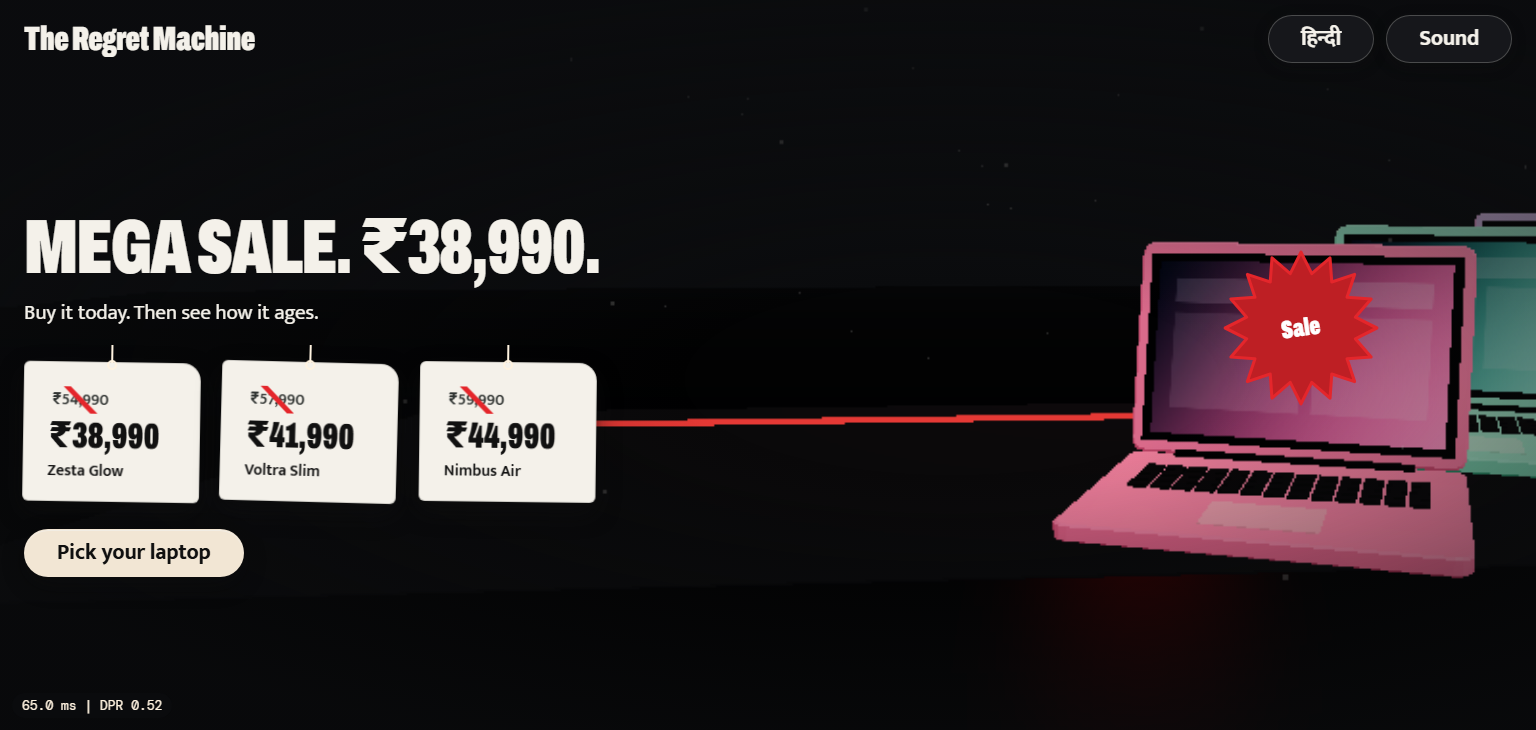 The Regret Machine
हिन्दी
Sound
MEGA SALE. ₹38,990.
Buy it today. Then see how it ages.
₹54,990
₹38,990
Zesta Glow
₹57,990
₹41,990
Voltra Slim
₹59,990
₹44,990
Nimbus Air
Sale
Pick your laptop
65.0 ms | DPR 0.52